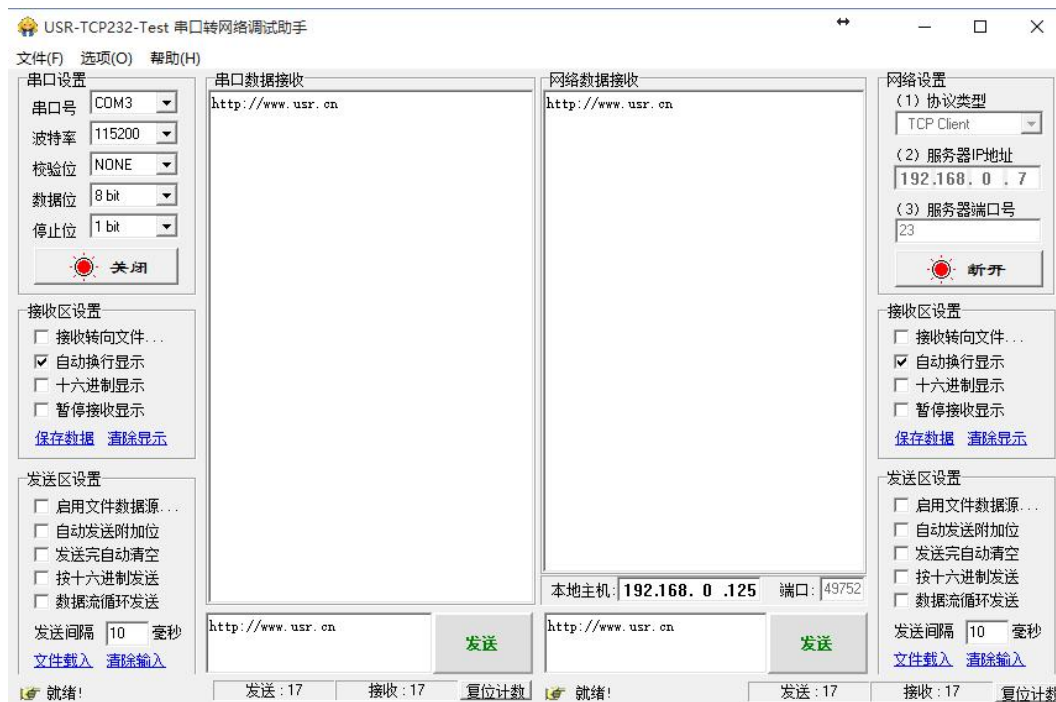 USR-TCP232-Test 串口转网络调试助手
文件(F) 选项(O) 帮助(H)
串口设置
串口号 COM3
波特率 115200
校验位 NONE
数据位 8 bit
停止位 1 bit
关闭
接收区设置
接收转向文件...
自动换行显示
十六进制显示
暂停接收显示
保存数据 清除显示
发送区设置
启用文件数据源...
自动发送附加位
发送完自动清空
按十六进制发送
数据流循环发送
发送间隔 10 毫秒
文件载入 清除输入
就绪!
串口数据接收
http://www.usr.cn
http://www.usr.cn
发送
发送:17 接收:17 复位计数
网络数据接收
http://www.usr.cn
本地主机: 192.168. 0 .125 端口: 49752
http://www.usr.cn
发送
就绪!
发送:17 接收:17 复位计数
网络设置
(1) 协议类型
TCP Client
(2) 服务器IP地址
192.168. 0 . 7
(3) 服务器端口号
23
断开
接收区设置
接收转向文件...
自动换行显示
十六进制显示
暂停接收显示
保存数据 清除显示
发送区设置
启用文件数据源...
自动发送附加位
发送完自动清空
按十六进制发送
数据流循环发送
发送间隔 10 毫秒
文件载入 清除输入